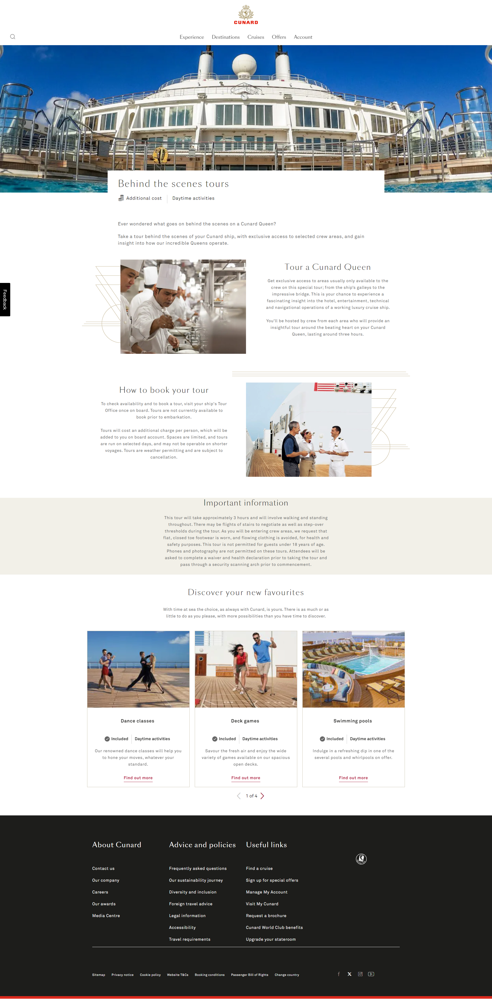 CUNARD
Experience Destinations Cruises Offers Account
Behind the scenes tours
Additional cost Daytime activities
Ever wondered what goes on behind the scenes on a Cunard Queen?
Take a tour behind the scenes of your Cunard ship, with exclusive access to selected crew areas, and gain
insight into how our incredible Queens operate.
Feedback
Tour a Cunard Queen
Get exclusive access to areas usually only available to the
crew on this special tour; from the ship's galleys to the
impressive bridge. This is your chance to experience a
fascinating insight into the hotel, entertainment, technical
and navigational operations of a working luxury cruise ship.
You'll be hosted by crew from each area who will provide an
insightful tour around the beating heart on your Cunard
Queen, lasting around three hours.
How to book your tour
To check availability and to book a tour, visit your ship's Tour
Office once on board. Tours are not currently available to
book prior to embarkation.
Tours will cost an additional charge per person, which will be
added to you on board account. Spaces are limited, and tours
are run on selected days, and may not be operable on shorter
voyages. Tours are weather permitting and are subject to
cancellation.
Important information
This tour will take approximately 3 hours and will involve walking and standing
throughout. There may be flights of stairs to negotiate as well as step-over
thresholds during the tour. As you will be entering crew areas, we request that
flat, closed toe footwear is worn, and flowing clothing is avoided, for health and
safety purposes. This tour is not permitted for guests under 18 years of age.
Phones and photography are not permitted on these tours. Attendees will be
asked to complete a waiver and health declaration prior to taking the tour and
pass through a security scanning arch prior to commencement.
Discover your new favourites
With time at sea the choice, as always with Cunard, is yours. There is as much or as
little to do as you please, with more possibilities than you have time to discover.
Dance classes
Included Daytime activities
Our renowned dance classes will help you
to hone your moves, whatever your
standard.
Find out more
Deck games
Included Daytime activities
Savour the fresh air and enjoy the wide
variety of games available on our spacious
open decks.
Find out more
Swimming pools
Included Daytime activities
Indulge in a refreshing dip in one of the
several pools and whirlpools on offer.
Find out more
1 of 4
About Cunard
Contact us
Our company
Careers
Our awards
Media Centre
Advice and policies
Frequently asked questions
Our sustainability journey
Diversity and inclusion
Foreign travel advice
Legal information
Accessibility
Travel requirements
Useful links
Find a cruise
Sign up for special offers
Manage My Account
Visit My Cunard
Request a brochure
Cunard World Club benefits
Upgrade your stateroom
Sitemap Privacy notice Cookie policy Website T&Cs Booking conditions Passenger Bill of Rights Change country